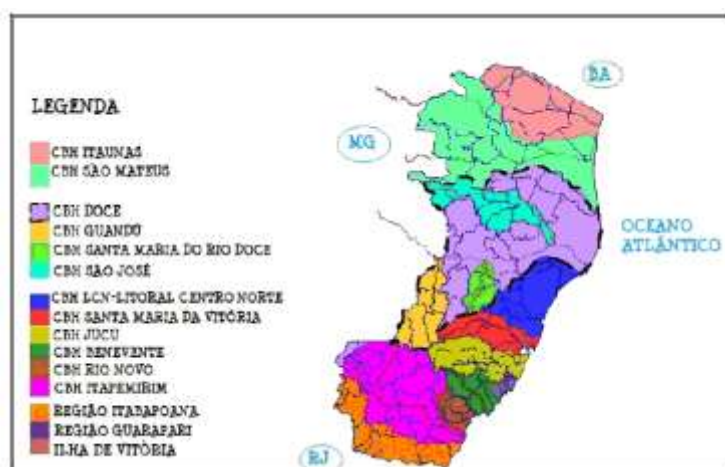 LEGENDA
CBH ITAUNAS
CBH SAO MATEUS
CBH DOCE
CBH GUANDÚ
CBH SANTA MARIA DO RIO DOCE
CBH SAO JOSÉ
CBH LCN-LITORAL CENTRO NORTE
CBH SANTA MARIA DA VITÓRIA
CBH JUCU
CBH BENEVENTE
CBH RIO NOVO
CBH ITAPEMIRIM
REGIÃO ITABAPOANA
REGIÃO GUARAPARI
ILHA DE VITÓRIA
BA
MG
OCEANO
ATLÂNTICO
RJ